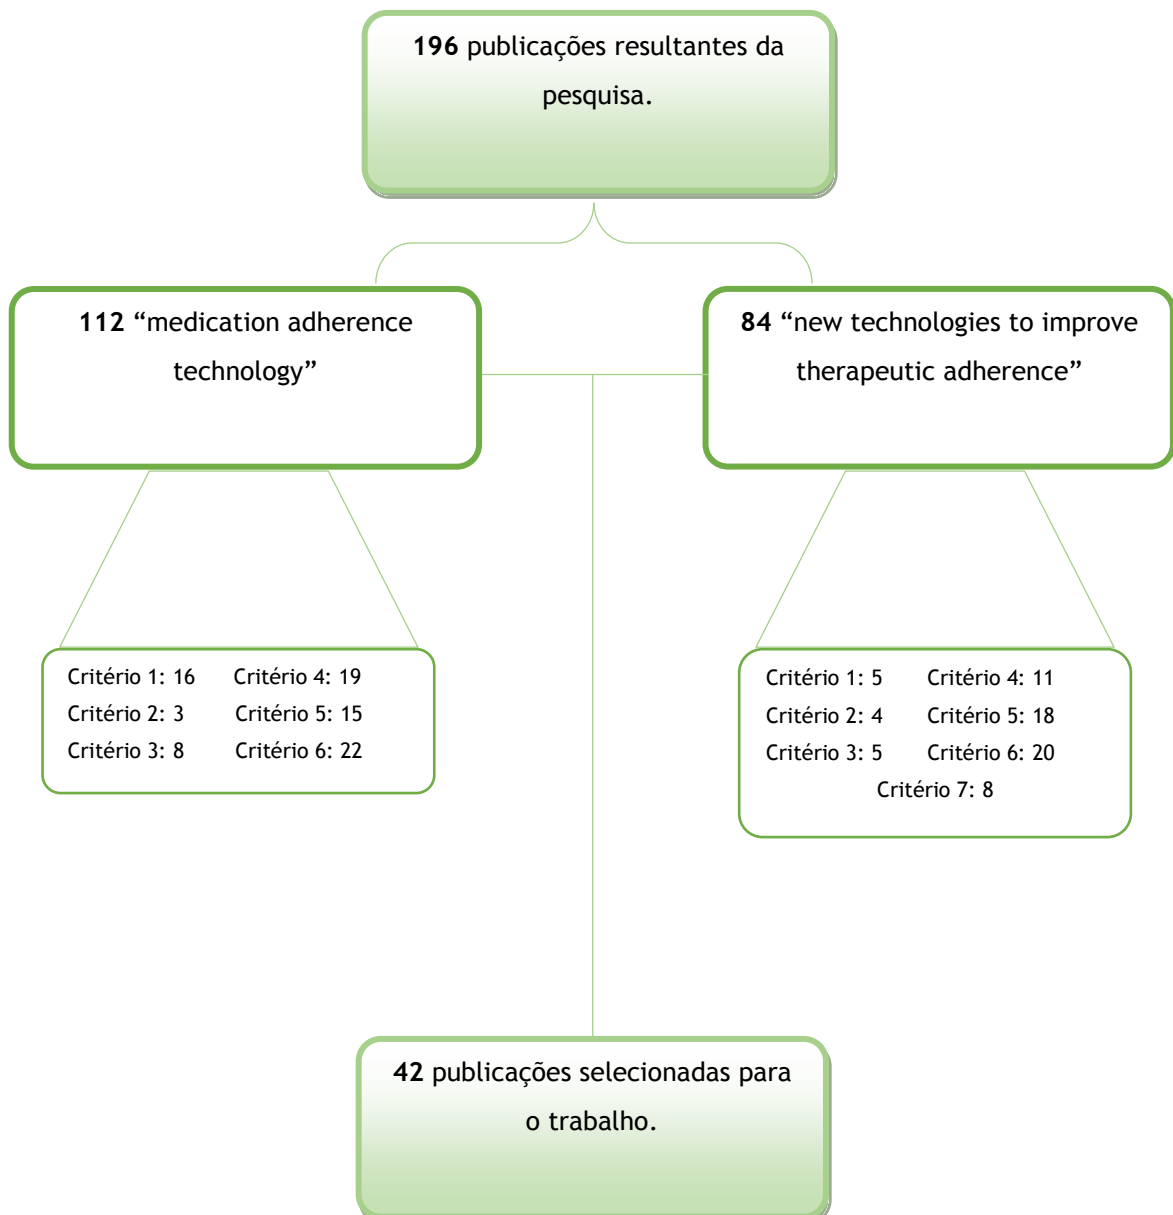 196 publicações resultantes da
pesquisa.
112 “medication adherence
technology”
84 “new technologies to improve
therapeutic adherence”
Critério 1: 16 Critério 4: 19
Critério 2: 3 Critério 5: 15
Critério 3: 8 Critério 6: 22
Critério 1: 5 Critério 4: 11
Critério 2: 4 Critério 5: 18
Critério 3: 5 Critério 6: 20
Critério 7: 8
42 publicações selecionadas para
o trabalho.